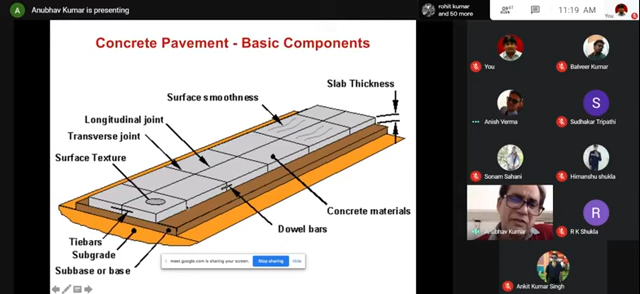 A Anubhav Kumar is presenting
rohit kumar
and 50 more
11:19 AM
You
Concrete Pavement - Basic Components
Slab Thickness
Surface smoothness
Longitudinal joint
Transverse joint
Surface Texture
Concrete materials
Dowel bars
Tiebars
Subgrade
Subbase or base
meet.google.com is sharing your screen.
Stop sharing
Hide
You
Balveer Kumar
Anish Verma
S
Sudhakar Tripathi
Sonam Sahani
Himanshu shukla
Anubhav Kumar
R
R K Shukla
Ankit Kumar Singh